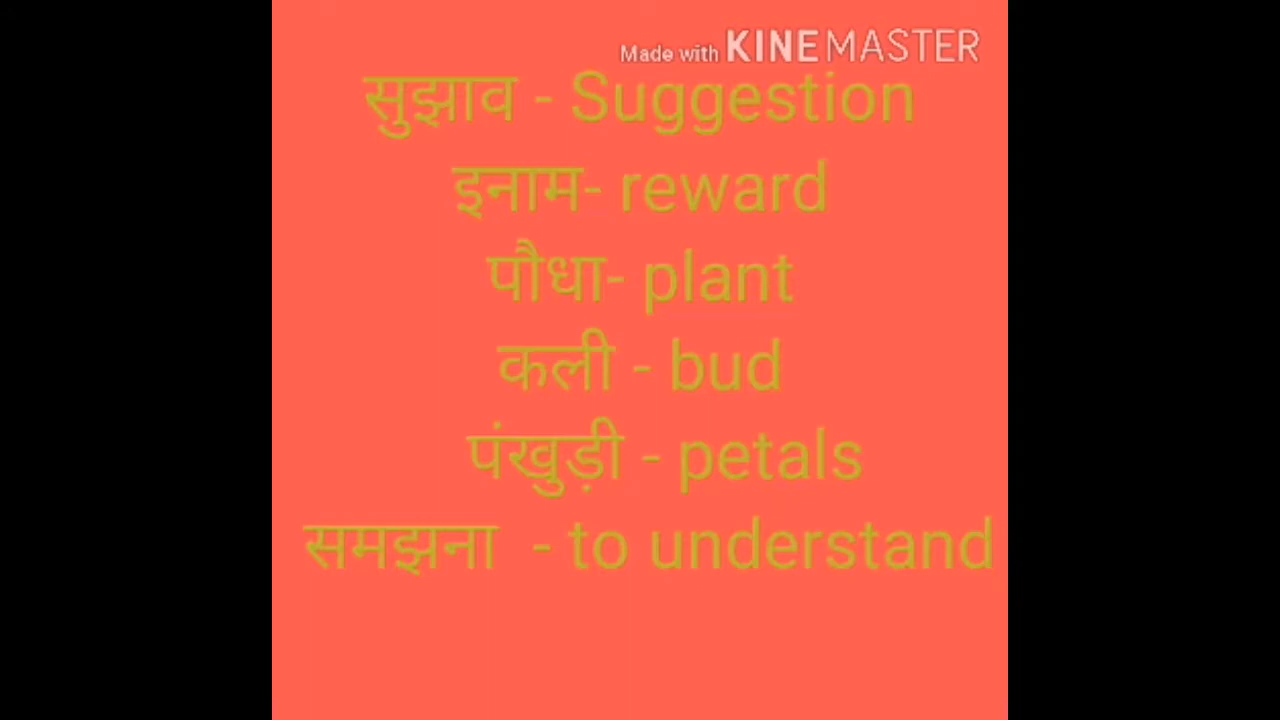 Made with KINEMASTER
सुझाव - Suggestion
इनाम- reward
पौधा- plant
कली - bud
पंखुड़ी - petals
समझना - to understand